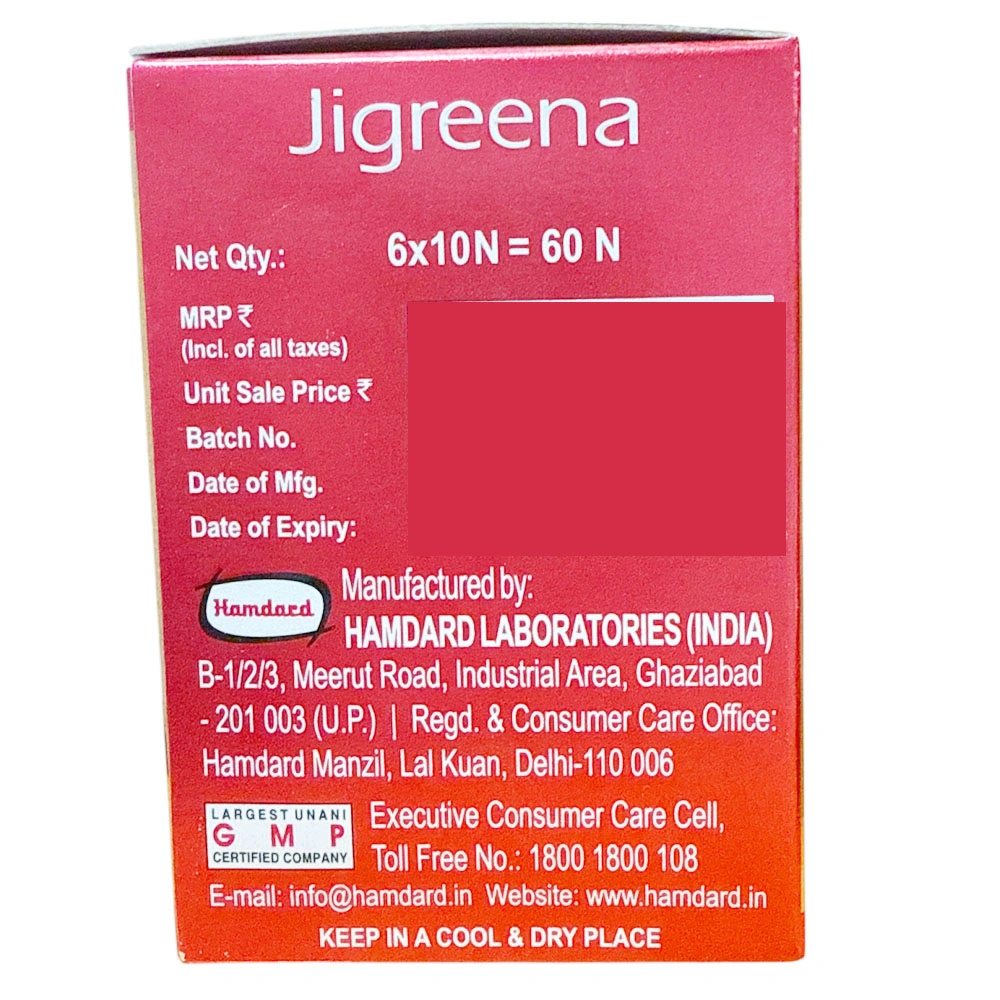 Jigreena
Net Qty.: 6x10N = 60 N
MRP ₹
(Incl. of all taxes)
Unit Sale Price ₹
Batch No.
Date of Mfg.
Date of Expiry:
Hamdard
Manufactured by:
HAMDARD LABORATORIES (INDIA)
B-1/2/3, Meerut Road, Industrial Area, Ghaziabad
- 201 003 (U.P.) | Regd. & Consumer Care Office:
Hamdard Manzil, Lal Kuan, Delhi-110 006
LARGEST UNANI
GMP
CERTIFIED COMPANY
Executive Consumer Care Cell,
Toll Free No.: 1800 1800 108
E-mail: info@hamdard.in Website: www.hamdard.in
KEEP IN A COOL & DRY PLACE